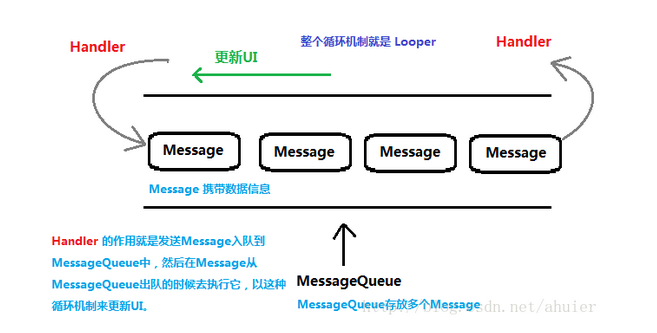 整个循环机制就是 Looper
Handler
Handler
更新UI
Message
Message
Message
Message
Message 携带数据信息
Handler 的作用就是发送Message入队到
MessageQueue中，然后在Message从
MessageQueue出队的时候去执行它，以这种
循环机制来更新UI。
MessageQueue
MessageQueue存放多个Message
http://blog.csdn.net/ahuier